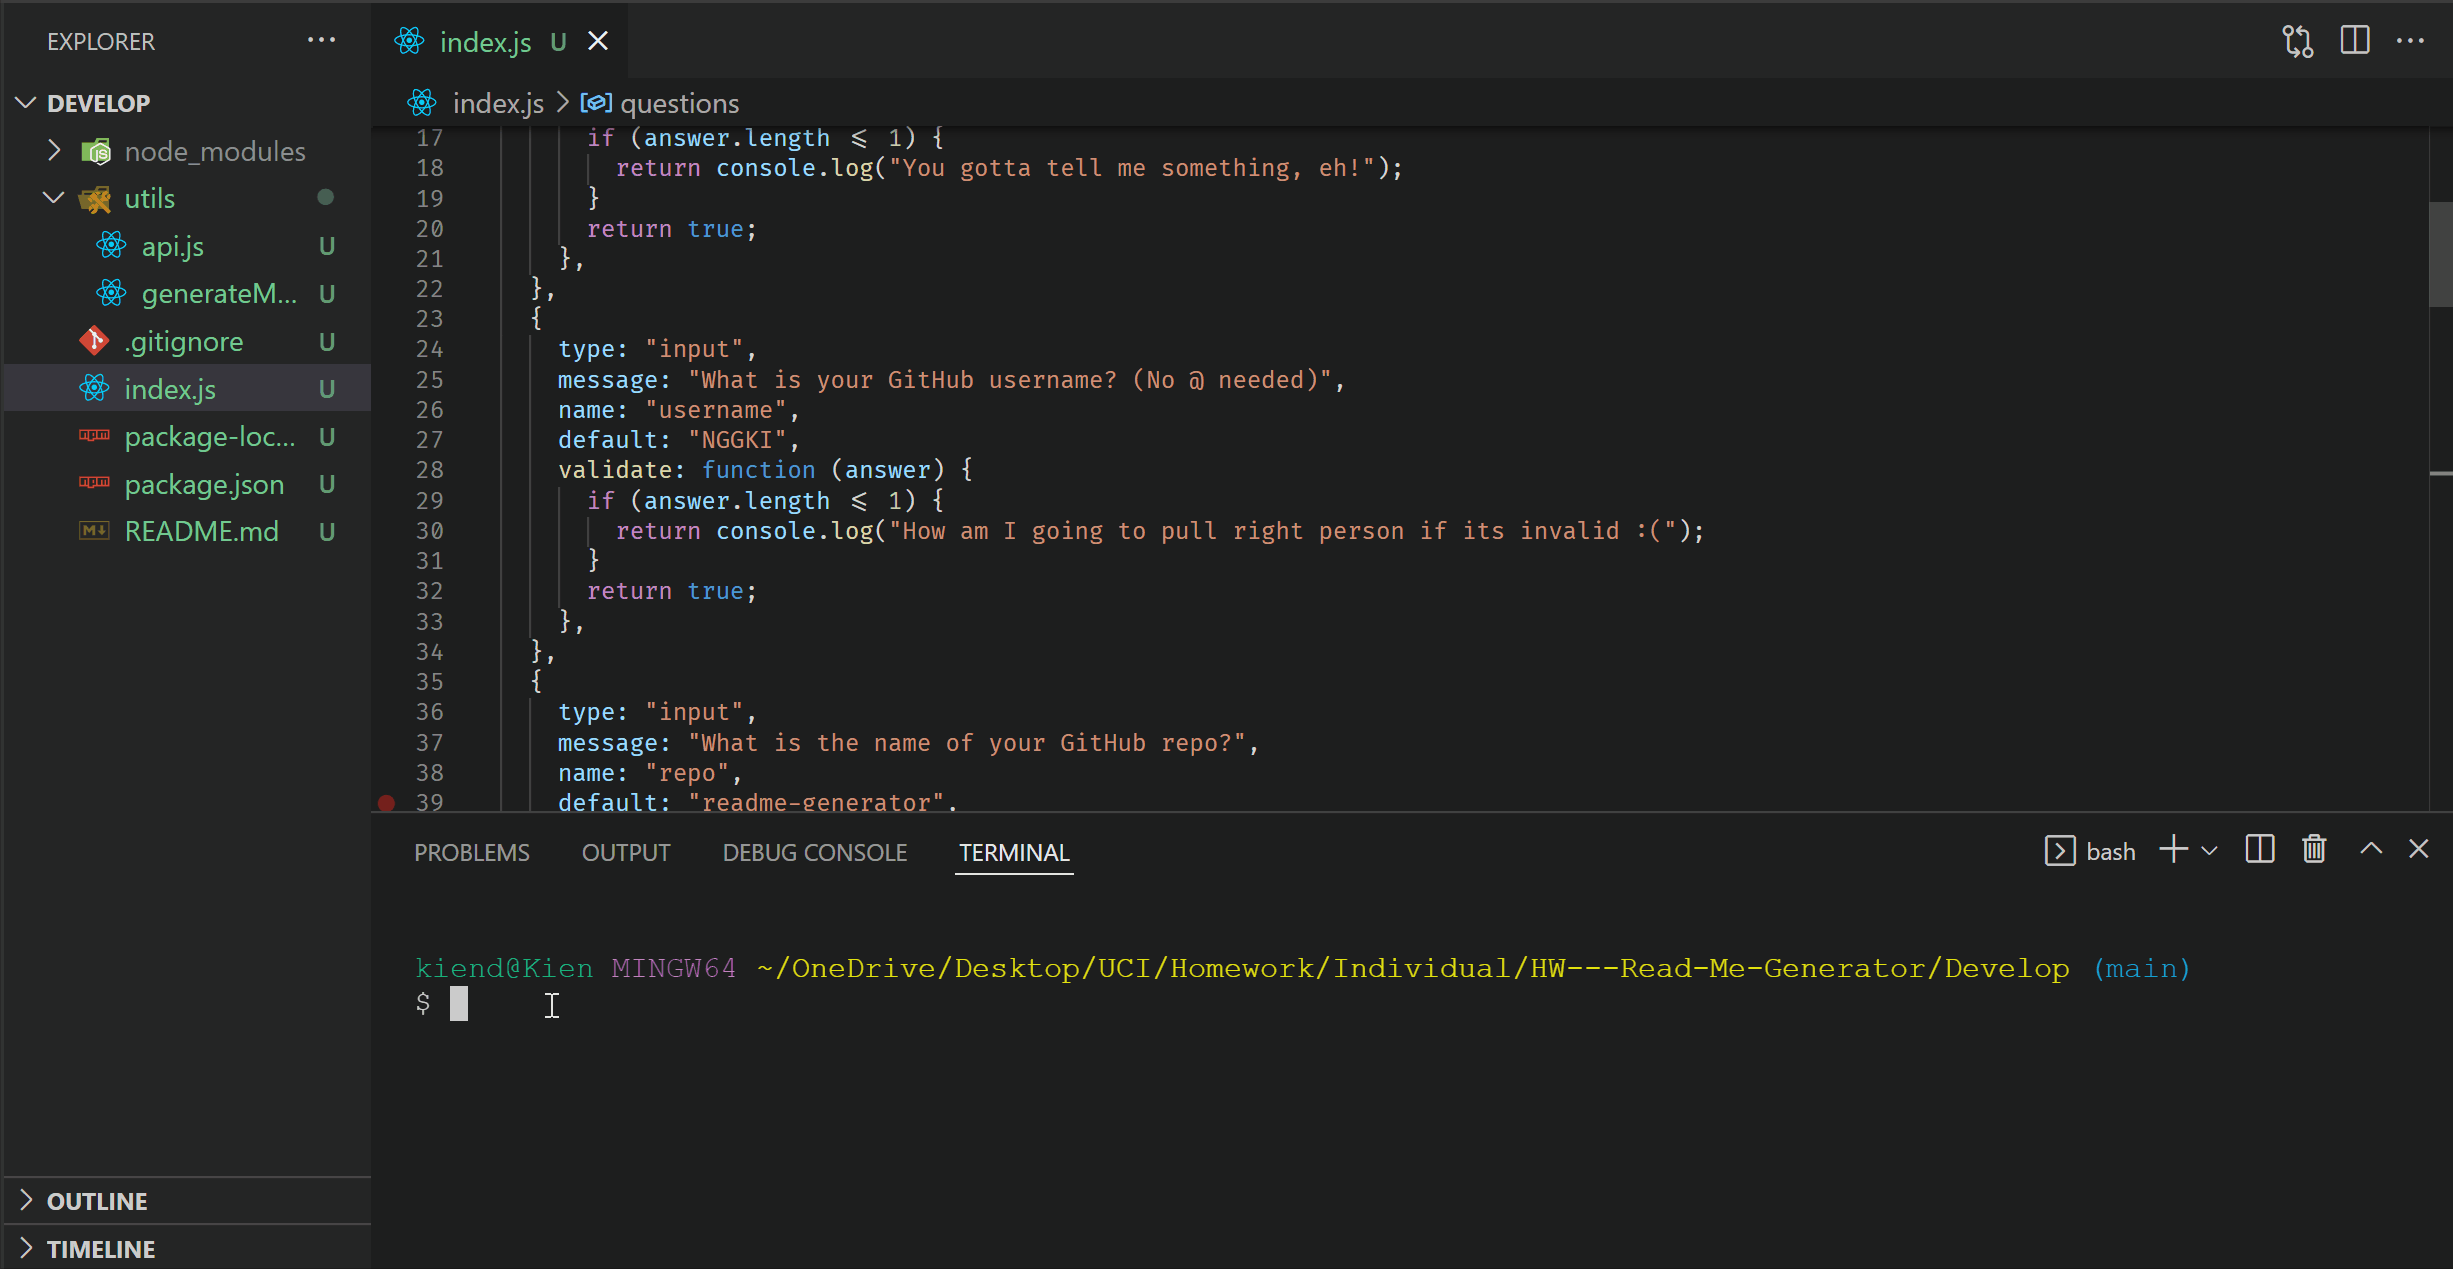 EXPLORER
DEVELOP
node_modules
utils
api.js U
generateM... U
.gitignore U
index.js U
package-loc... U
package.json U
README.md U
OUTLINE
TIMELINE
index.js U
index.js > questions
17 if (answer.length <= 1) {
18 return console.log("You gotta tell me something, eh!");
19 }
20 return true;
21 },
22 },
23 {
24 type: "input",
25 message: "What is your GitHub username? (No @ needed)",
26 name: "username",
27 default: "NGGKI",
28 validate: function (answer) {
29 if (answer.length <= 1) {
30 return console.log("How am I going to pull right person if its invalid :(");
31 }
32 return true;
33 },
34 },
35 {
36 type: "input",
37 message: "What is the name of your GitHub repo?",
38 name: "repo",
39 default: "readme-generator",
PROBLEMS OUTPUT DEBUG CONSOLE TERMINAL bash
kiend@Kien MINGW64 ~/OneDrive/Desktop/UCI/Homework/Individual/HW---Read-Me-Generator/Develop (main)
$